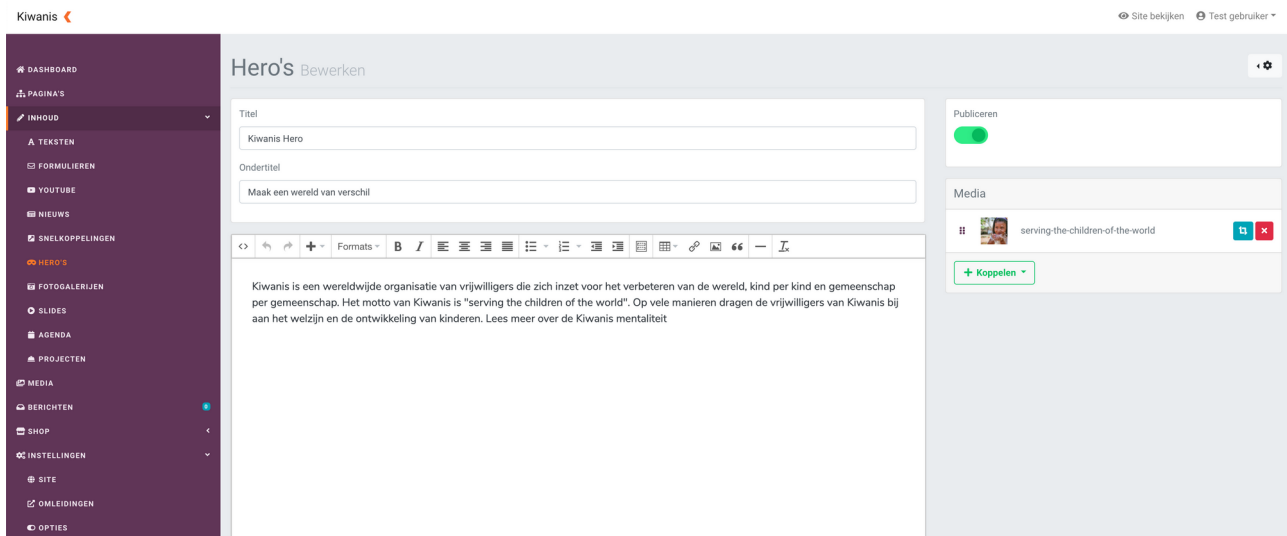 Kiwanis
Site bekijken Test gebruiker
DASHBOARD
PAGINA'S
INHOUD
TEKSTEN
FORMULIEREN
YOUTUBE
NIEUWS
SNELKOPPELINGEN
HERO'S
FOTOGALERIJEN
SLIDES
AGENDA
PROJECTEN
MEDIA
BERICHTEN 0
SHOP
INSTELLINGEN
SITE
OMLEIDINGEN
OPTIES
Hero's Bewerken
Titel
Kiwanis Hero
Ondertitel
Maak een wereld van verschil
Formats B I
Kiwanis is een wereldwijde organisatie van vrijwilligers die zich inzet voor het verbeteren van de wereld, kind per kind en gemeenschap
per gemeenschap. Het motto van Kiwanis is "serving the children of the world". Op vele manieren dragen de vrijwilligers van Kiwanis bij
aan het welzijn en de ontwikkeling van kinderen. Lees meer over de Kiwanis mentaliteit
Publiceren
Media
serving-the-children-of-the-world
+ Koppelen